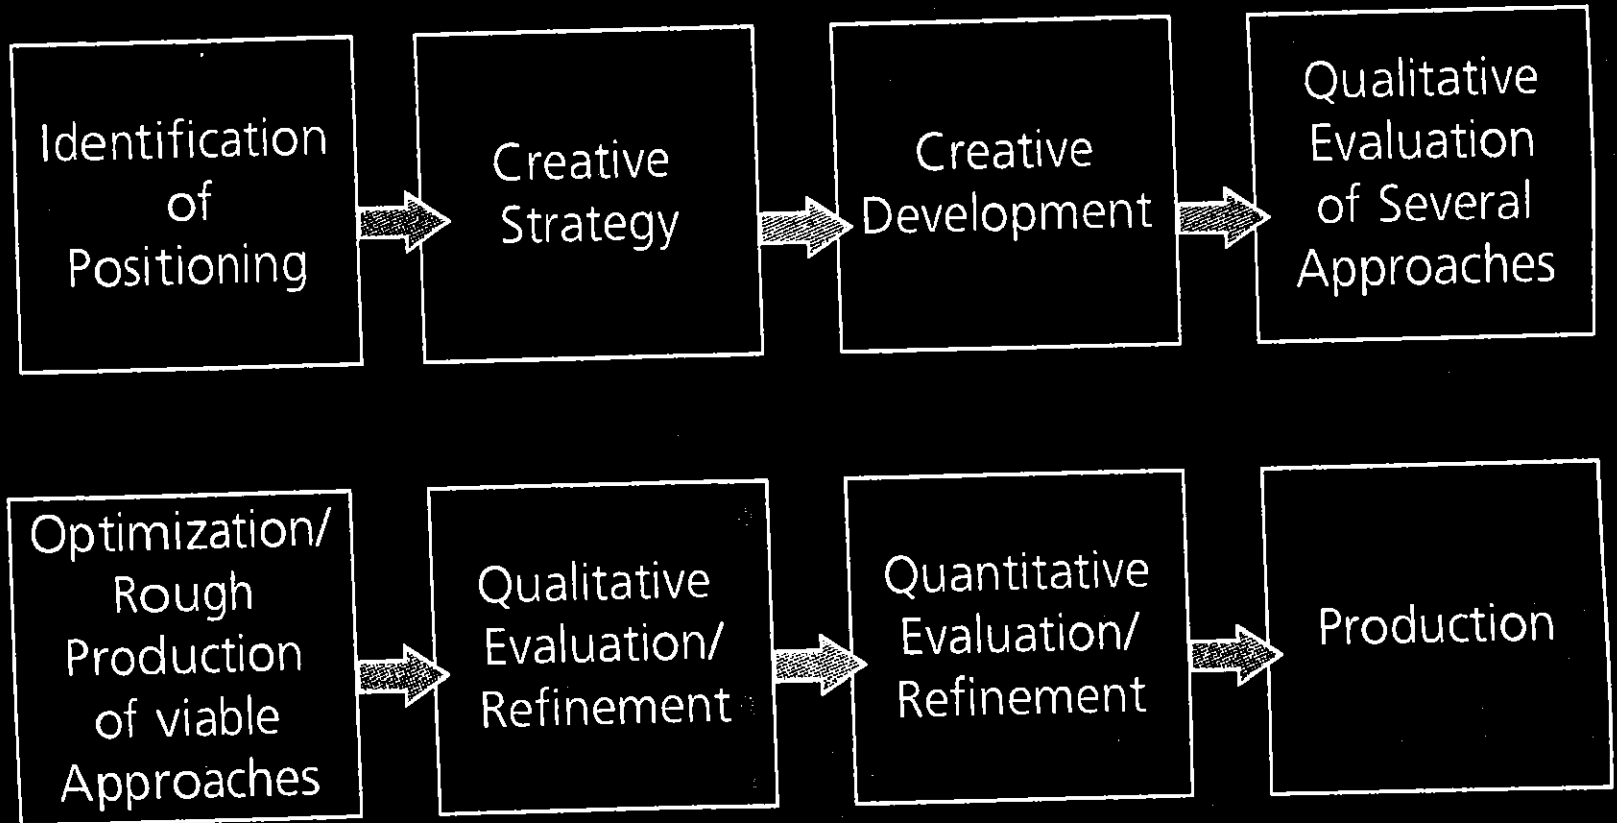 Identification
of
Positioning
Creative
Strategy
Creative
Development
Qualitative
Evaluation
of Several
Approaches
Optimization/
Rough
Production
of viable
Approaches
Qualitative
Evaluation/
Refinement
Quantitative
Evaluation/
Refinement
Production